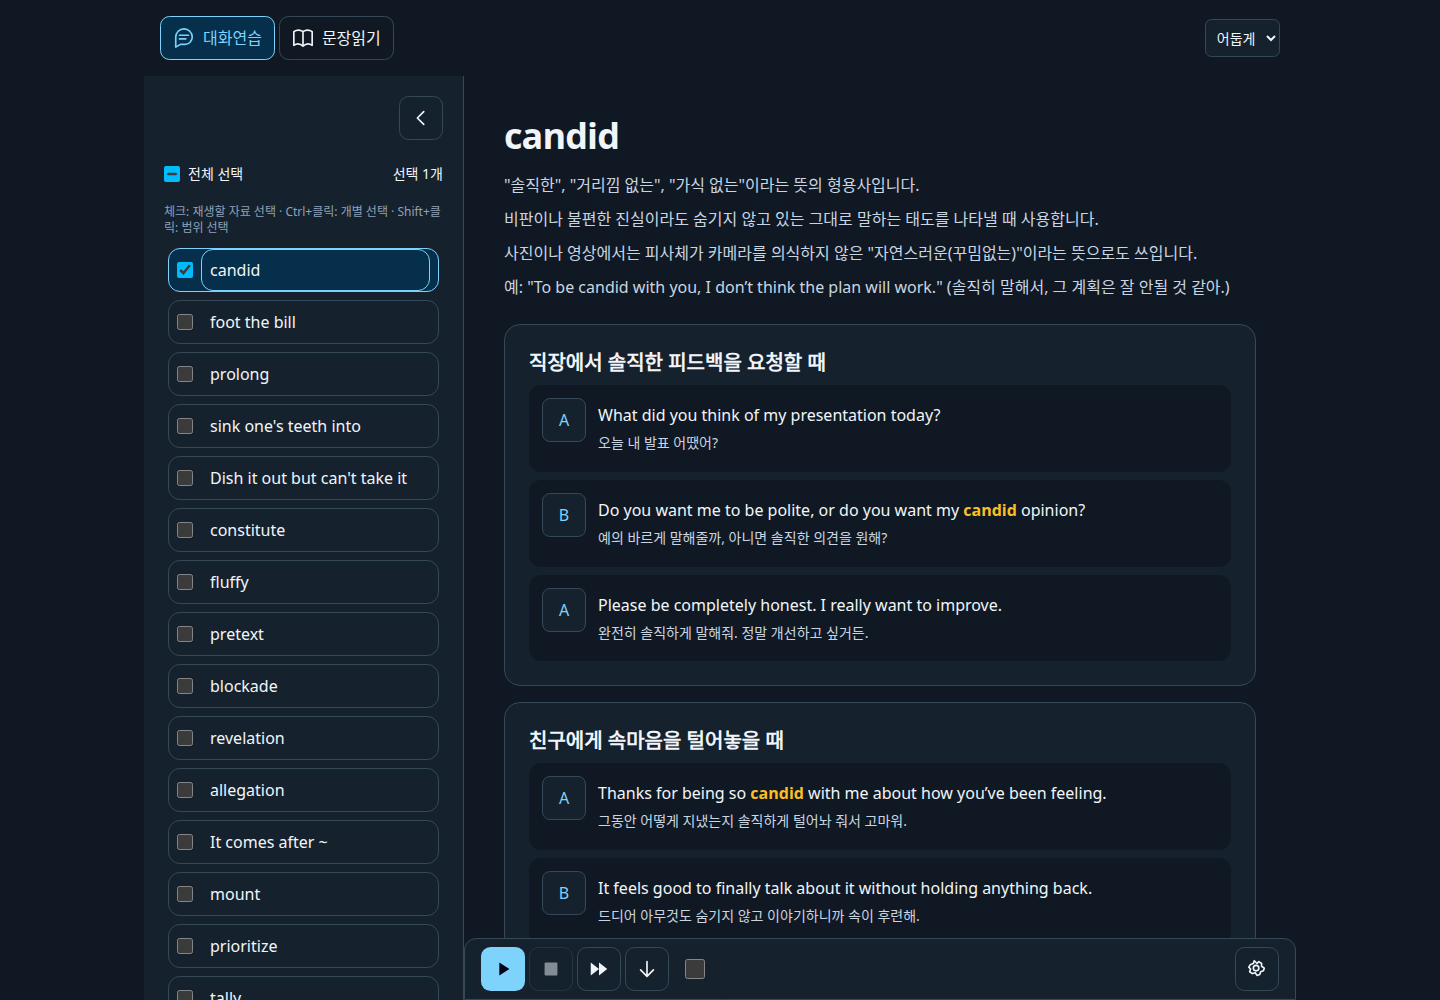 대화연습
문장읽기
어둡게
전체 선택
선택 1개
체크: 재생할 자료 선택 · Ctrl+클릭: 개별 선택 · Shift+클
릭: 범위 선택
candid
foot the bill
prolong
sink one's teeth into
Dish it out but can't take it
constitute
fluffy
pretext
blockade
revelation
allegation
It comes after ~
mount
prioritize
tally
candid
"솔직한", "거리낌 없는", "가식 없는"이라는 뜻의 형용사입니다.
비판이나 불편한 진실이라도 숨기지 않고 있는 그대로 말하는 태도를 나타낼 때 사용합니다.
사진이나 영상에서는 피사체가 카메라를 의식하지 않은 "자연스러운(꾸밈없는)"이라는 뜻으로도 쓰입니다.
예: "To be candid with you, I don’t think the plan will work." (솔직히 말해서, 그 계획은 잘 안될 것 같아.)
직장에서 솔직한 피드백을 요청할 때
A
What did you think of my presentation today?
오늘 내 발표 어땠어?
B
Do you want me to be polite, or do you want my candid opinion?
예의 바르게 말해줄까, 아니면 솔직한 의견을 원해?
A
Please be completely honest. I really want to improve.
완전히 솔직하게 말해줘. 정말 개선하고 싶거든.
친구에게 속마음을 털어놓을 때
A
Thanks for being so candid with me about how you’ve been feeling.
그동안 어떻게 지냈는지 솔직하게 털어놔 줘서 고마워.
B
It feels good to finally talk about it without holding anything back.
드디어 아무것도 숨기지 않고 이야기하니까 속이 후련해.